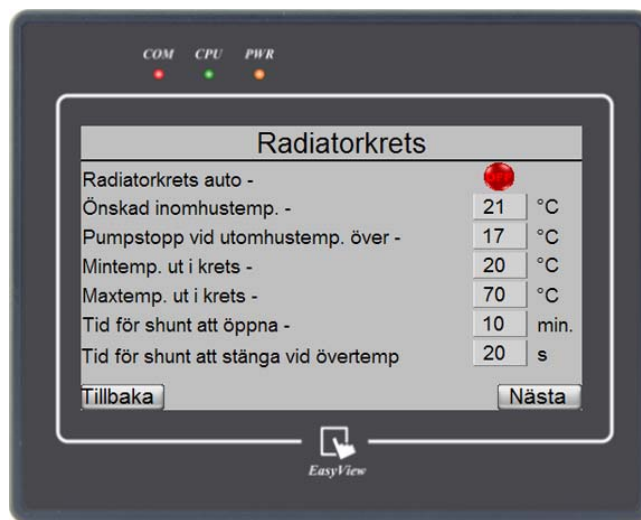 COM CPU PWR
Radiatorkrets
Radiatorkrets auto -
Önskad inomhustemp. - 21 °C
Pumpstopp vid utomhustemp. över - 17 °C
Mintemp. ut i krets - 20 °C
Maxtemp. ut i krets - 70 °C
Tid för shunt att öppna - 10 min.
Tid för shunt att stänga vid övertemp 20 s
Tillbaka Nästa
EasyView